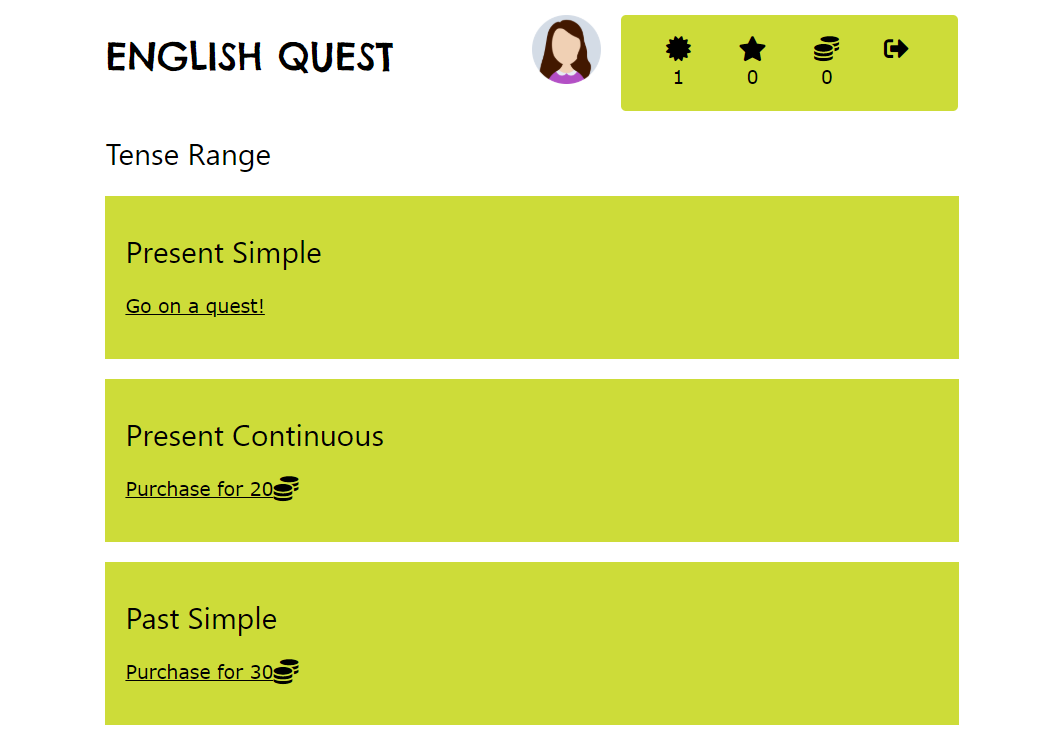 ENGLISH QUEST
1 0 0
Tense Range
Present Simple
Go on a quest!
Present Continuous
Purchase for 20
Past Simple
Purchase for 30